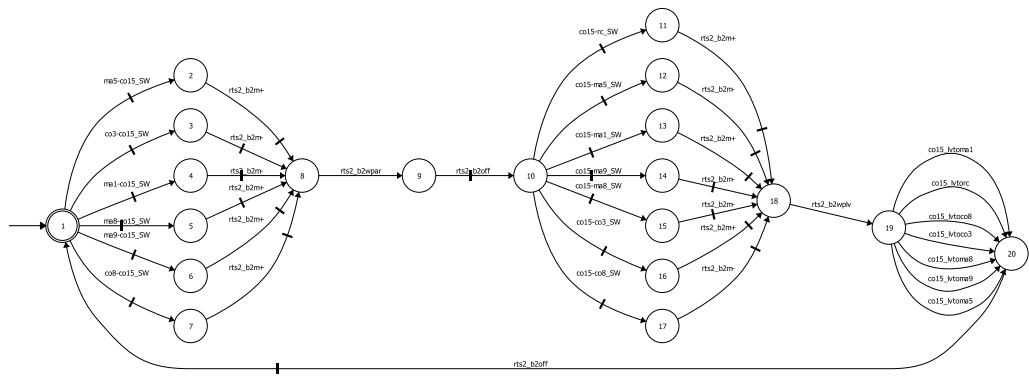 11
co15-rc_SW
rts2_b2m+
ma5-co15_SW
2
rts2_b2m+
co15-ma5_SW
12
rts2_b2m-
co3-co15_SW
3
rts2_b2m-
co15-ma1_SW
13
rts2_b2m+
co15_lvtoma1
ma1-co15_SW
4
rts2_b2m-
8
rts2_b2wpar
9
rts2_b2off
10
co15-ma9_SW
14
rts2_b2m-
co15_lvtorc
rts2_b2m+
co15-ma8_SW
18
rts2_b2wplv
1
ma8-co15_SW
5
rts2_b2m+
15
rts2_b2m-
19
co15_lvtoco8
ma9-co15_SW
co15-co3_SW
rts2_b2m+
co15_lvtoco3
20
co8-co15_SW
6
rts2_b2m+
16
rts2_b2m-
co15_lvtoma8
co15-co8_SW
co15_lvtoma9
7
17
co15_lvtoma5
rts2_b2off